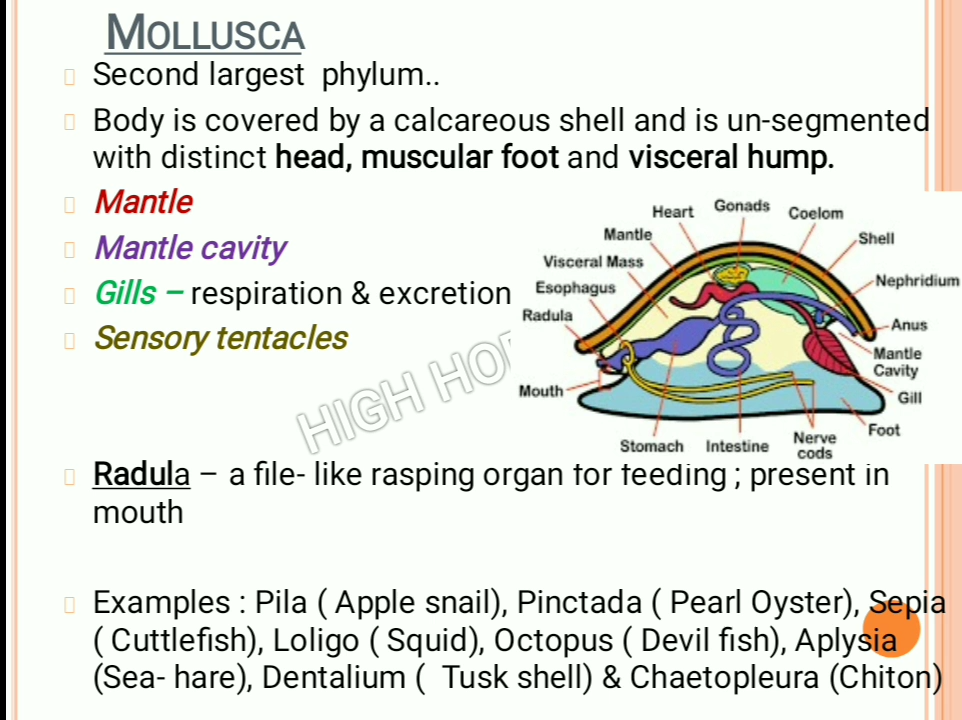 MOLLUSCA
Second largest phylum..
Body is covered by a calcareous shell and is un-segmented
with distinct head, muscular foot and visceral hump.
Mantle
Mantle cavity
Gills – respiration & excretion
Sensory tentacles
Heart
Gonads
Coelom
Mantle
Shell
Visceral Mass
Nephridium
Esophagus
Radula
Anus
Mantle
Cavity
Mouth
Gill
Foot
Stomach
Intestine
Nerve
cods
HIGH HO
Radula – a file- like rasping organ for feeding ; present in
mouth
Examples : Pila ( Apple snail), Pinctada ( Pearl Oyster), Sepia
( Cuttlefish), Loligo ( Squid), Octopus ( Devil fish), Aplysia
(Sea- hare), Dentalium ( Tusk shell) & Chaetopleura (Chiton)